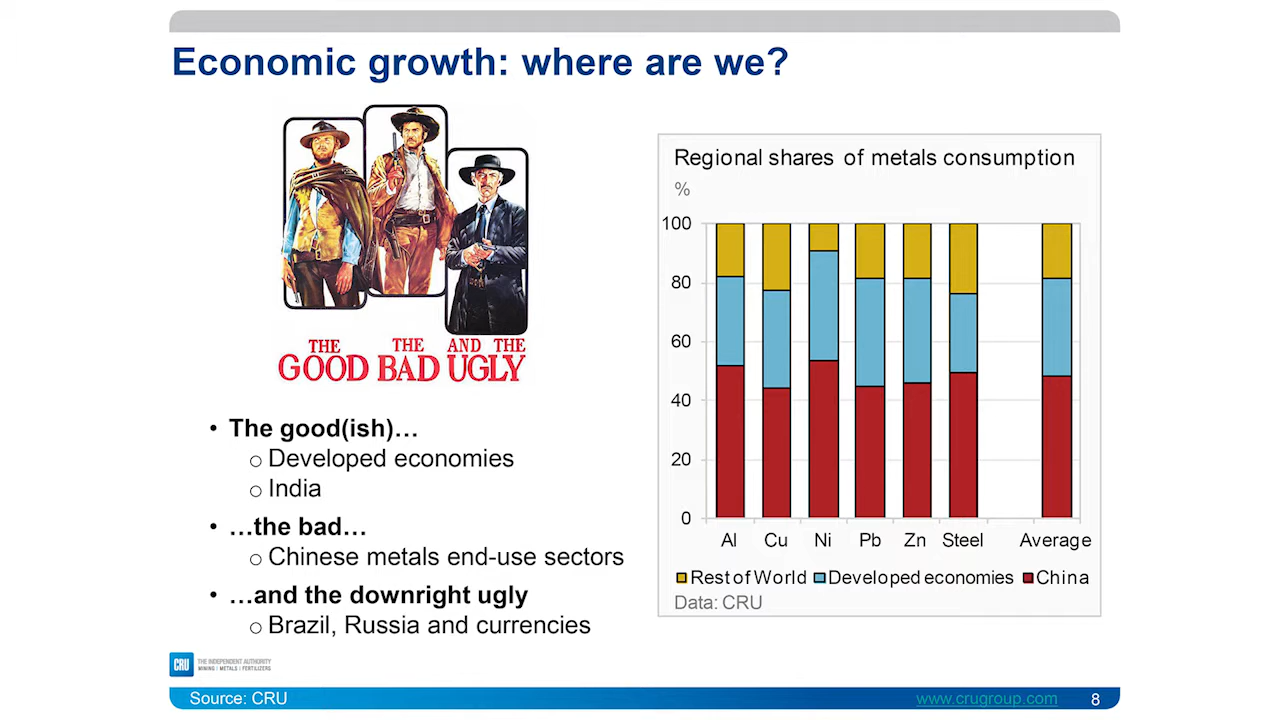 Economic growth: where are we?
THE THE AND THE
GOOD BAD UGLY
• The good(ish)…
o Developed economies
o India
• …the bad…
o Chinese metals end-use sectors
• …and the downright ugly
o Brazil, Russia and currencies
Regional shares of metals consumption
%
100
80
60
40
20
0
Al Cu Ni Pb Zn Steel Average
Rest of World Developed economies China
Data: CRU
CRU THE INDEPENDENT AUTHORITY
MINING | METALS | FERTILIZERS
Source: CRU
www.crugroup.com 8